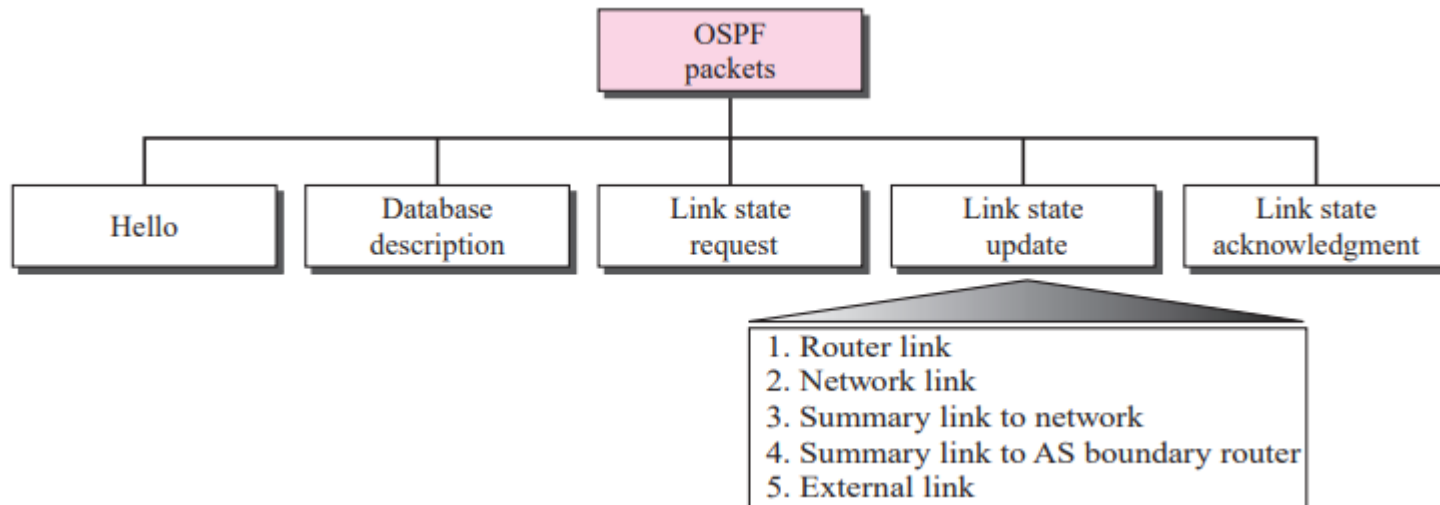 OSPF
packets
Hello
Database
description
Link state
request
Link state
update
Link state
acknowledgment
1. Router link
2. Network link
3. Summary link to network
4. Summary link to AS boundary router
5. External link